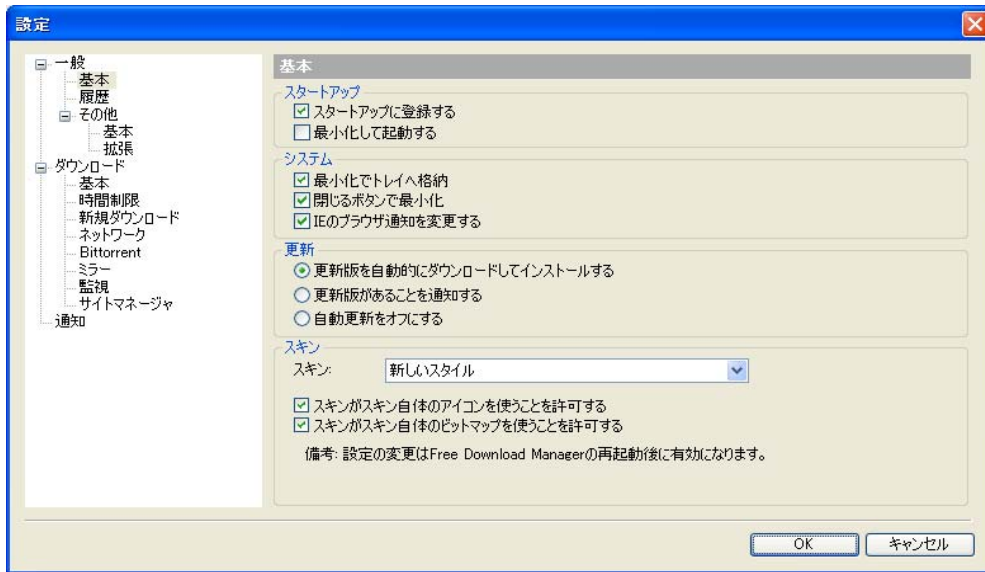 設定
一般
基本
履歴
その他
基本
拡張
ダウンロード
基本
時間制限
新規ダウンロード
ネットワーク
Bittorrent
ミラー
監視
サイトマネージャ
通知
基本
スタートアップ
スタートアップに登録する
最小化して起動する
システム
最小化でトレイへ格納
閉じるボタンで最小化
IEのブラウザ通知を変更する
更新
更新版を自動的にダウンロードしてインストールする
更新版があることを通知する
自動更新をオフにする
スキン
スキン: 新しいスタイル
スキンがスキン自体のアイコンを使うことを許可する
スキンがスキン自体のビットマップを使うことを許可する
備考: 設定の変更はFree Download Managerの再起動後に有効になります。
OK キャンセル